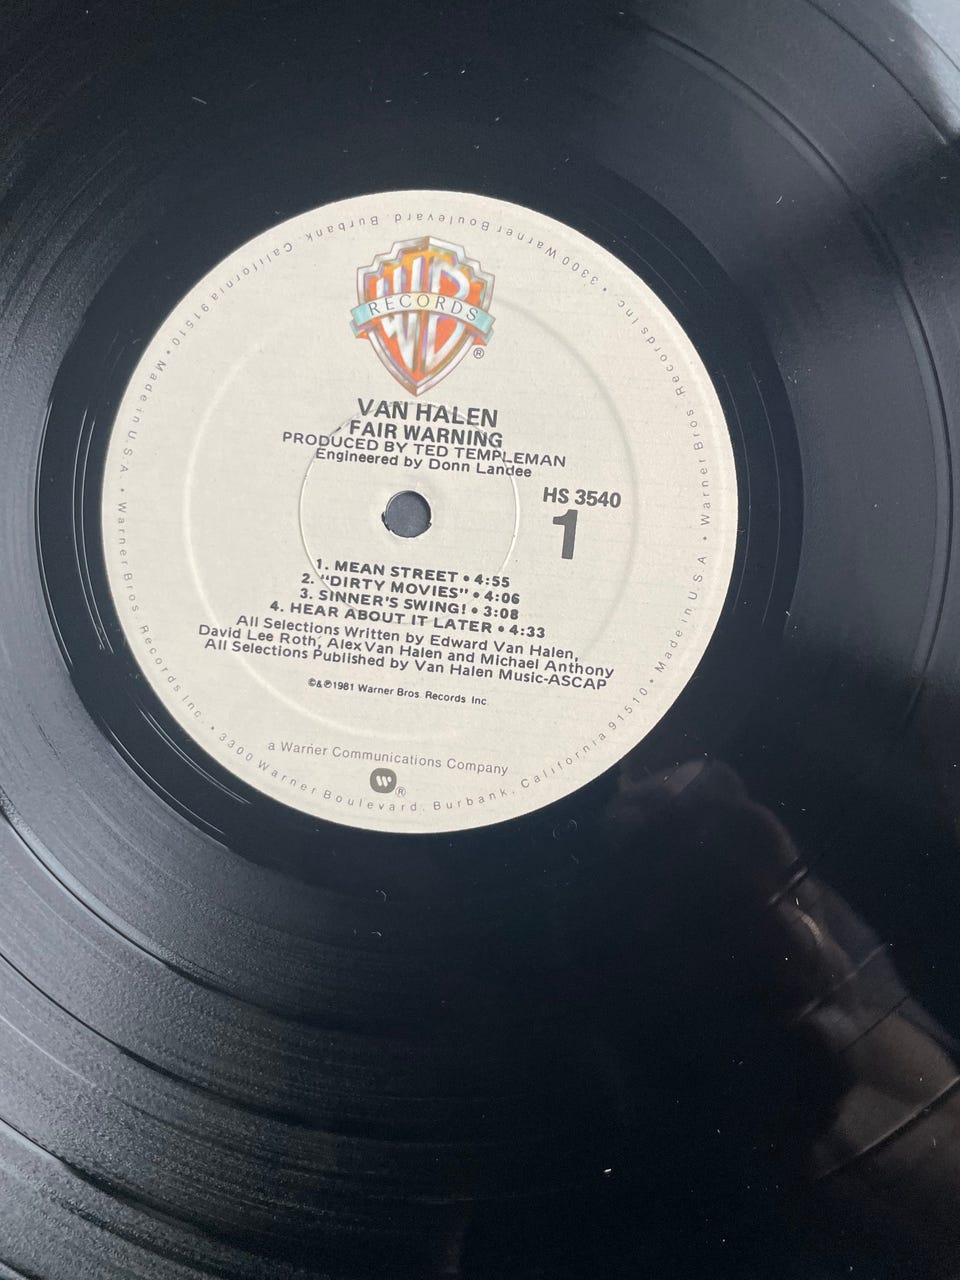 WB
RECORDS
®
VAN HALEN
FAIR WARNING
PRODUCED BY TED TEMPLEMAN
Engineered by Donn Landee
HS 3540
1
1. MEAN STREET • 4:55
2. "DIRTY MOVIES" • 4:06
3. SINNER'S SWING! • 3:08
4. HEAR ABOUT IT LATER • 4:33
All Selections Written by Edward Van Halen,
David Lee Roth, Alex Van Halen and Michael Anthony
All Selections Published by Van Halen Music-ASCAP
©&℗1981 Warner Bros. Records Inc.
a Warner Communications Company
W®
Warner Bros. Records Inc. • 3300 Warner Boulevard, Burbank, California 91510 • Made in U.S.A. • Warner Bros. Records Inc. • 3300 Warner Boulevard, Burbank, California 91510 • Made in U.S.A. •